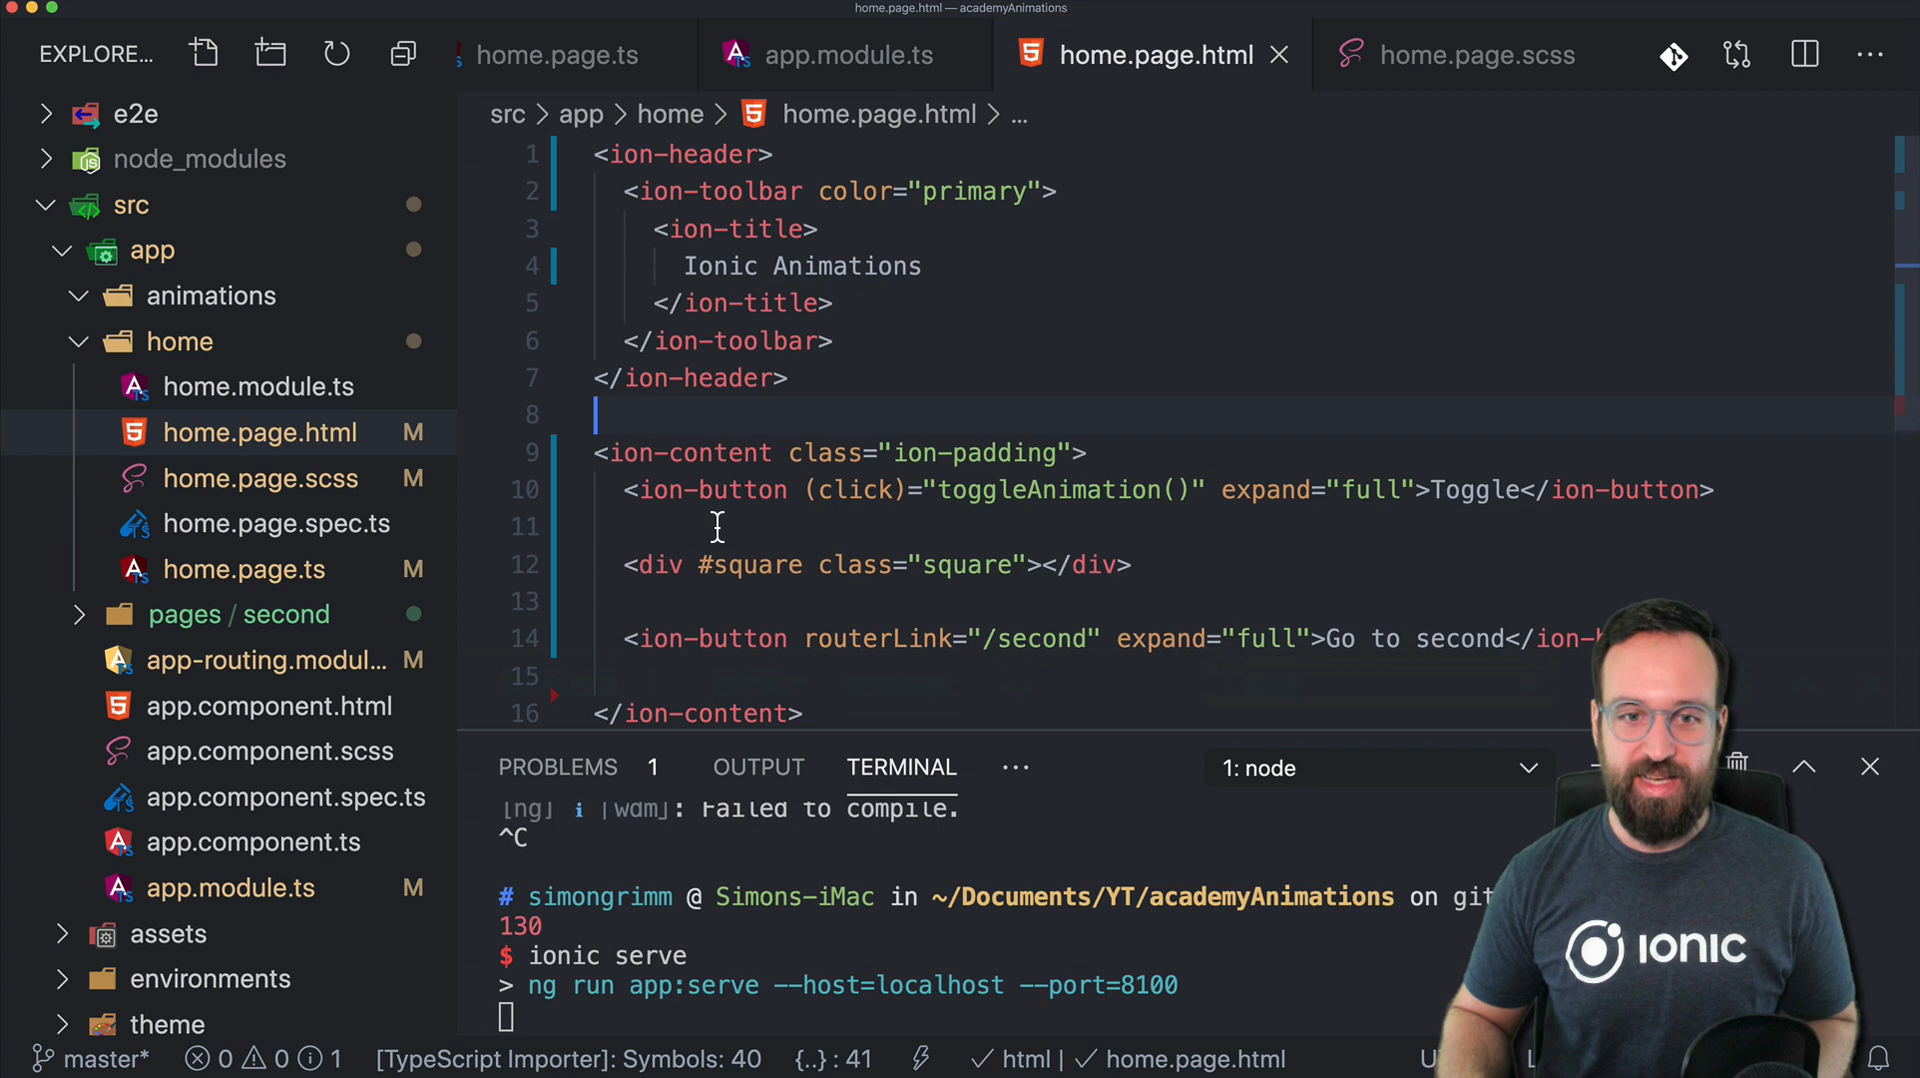 home.page.html — academyAnimations
EXPLORE...
home.page.ts
app.module.ts
home.page.html
home.page.scss
e2e
node_modules
src
app
animations
home
home.module.ts
home.page.html M
home.page.scss M
home.page.spec.ts
home.page.ts M
pages / second
app-routing.modul... M
app.component.html
app.component.scss
app.component.spec.ts
app.component.ts
app.module.ts M
assets
environments
theme
src > app > home > home.page.html > ...
1 <ion-header>
2 <ion-toolbar color="primary">
3 <ion-title>
4 Ionic Animations
5 </ion-title>
6 </ion-toolbar>
7 </ion-header>
8
9 <ion-content class="ion-padding">
10 <ion-button (click)="toggleAnimation()" expand="full">Toggle</ion-button>
11
12 <div #square class="square"></div>
13
14 <ion-button routerLink="/second" expand="full">Go to second</ion-b
15
16 </ion-content>
PROBLEMS 1 OUTPUT TERMINAL ... 1: node
[ng] i |wdm]: Failed to compile.
^C
# simongrimm @ Simons-iMac in ~/Documents/YT/academyAnimations on git
130
$ ionic serve
> ng run app:serve --host=localhost --port=8100
IONIC
master* 0 0 1 [TypeScript Importer]: Symbols: 40 {..} : 41 html | home.page.html